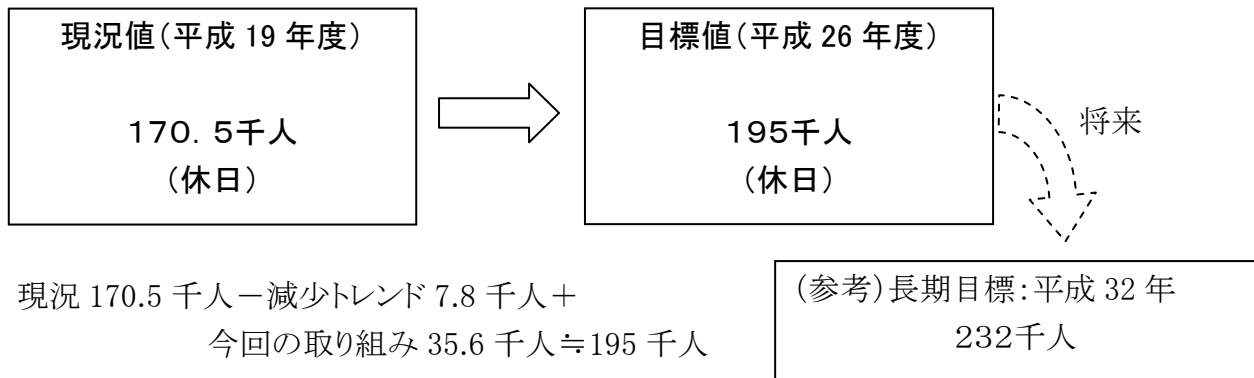 現況値(平成 19 年度)
170.5千人
(休日)
目標値(平成 26 年度)
195千人
(休日)
将来
現況 170.5 千人－減少トレンド 7.8 千人＋
今回の取り組み 35.6 千人≒195 千人
(参考)長期目標:平成 32 年
232千人